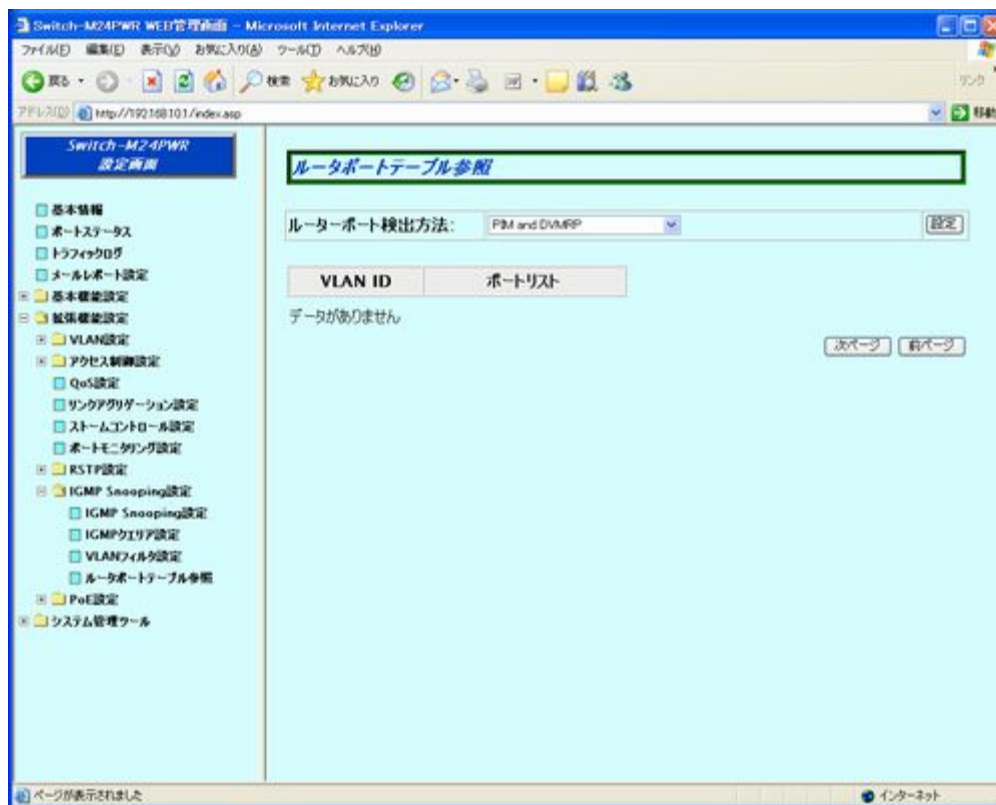 Switch-M24PWR WEB管理画面 - Microsoft Internet Explorer
ファイル(F) 編集(E) 表示(V) お気に入り(A) ツール(T) ヘルプ(H)
戻る 検索 お気に入り リンク
アドレス(D) http://192.168.10.1/index.asp 移動
Switch-M24PWR
設定画面
基本情報
ポートステータス
トラフィックログ
メールレポート設定
基本機能設定
拡張機能設定
VLAN設定
アクセス制御設定
QoS設定
リンクアグリゲーション設定
ストームコントロール設定
ポートモニタリング設定
RSTP設定
IGMP Snooping設定
IGMP Snooping設定
IGMPクエリア設定
VLANフィルタ設定
ルータポートテーブル参照
PoE設定
システム管理ツール
ルータポートテーブル参照
ルーターポート検出方法: PIM and DVMRP 設定
VLAN ID ポートリスト
データがありません
次ページ 前ページ
ページが表示されました インターネット